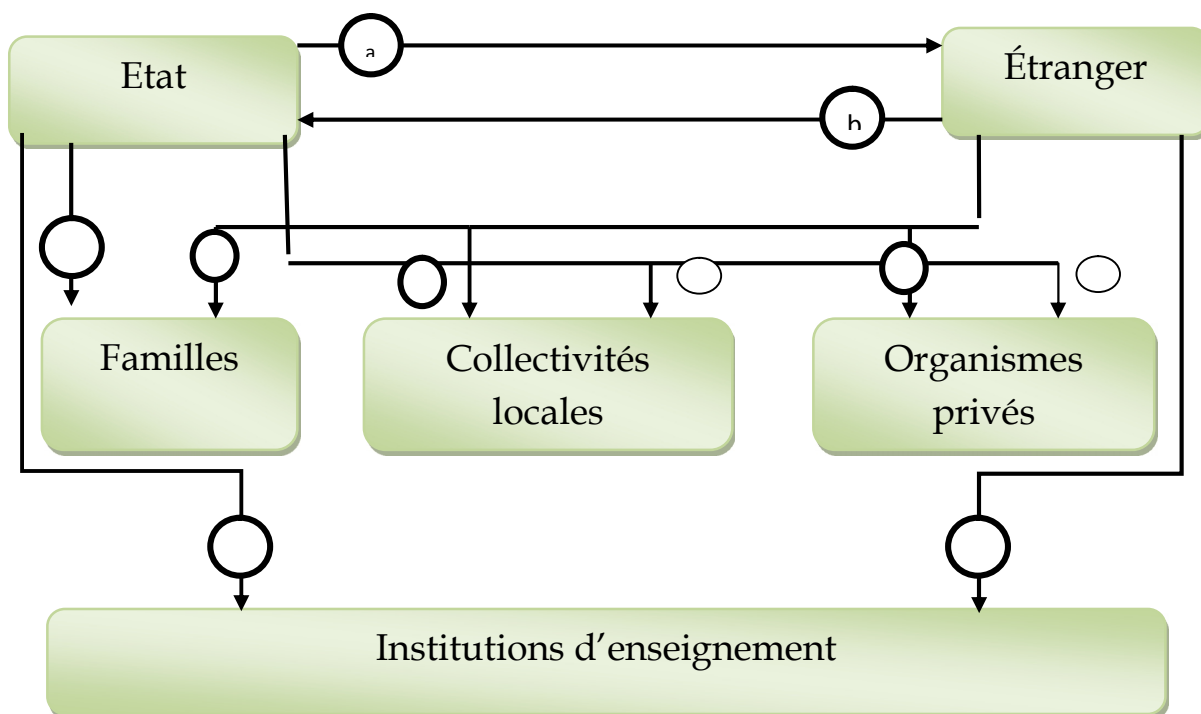 Etat
a
Étranger
b
Familles
Collectivités
locales
Organismes
privés
Institutions d’enseignement